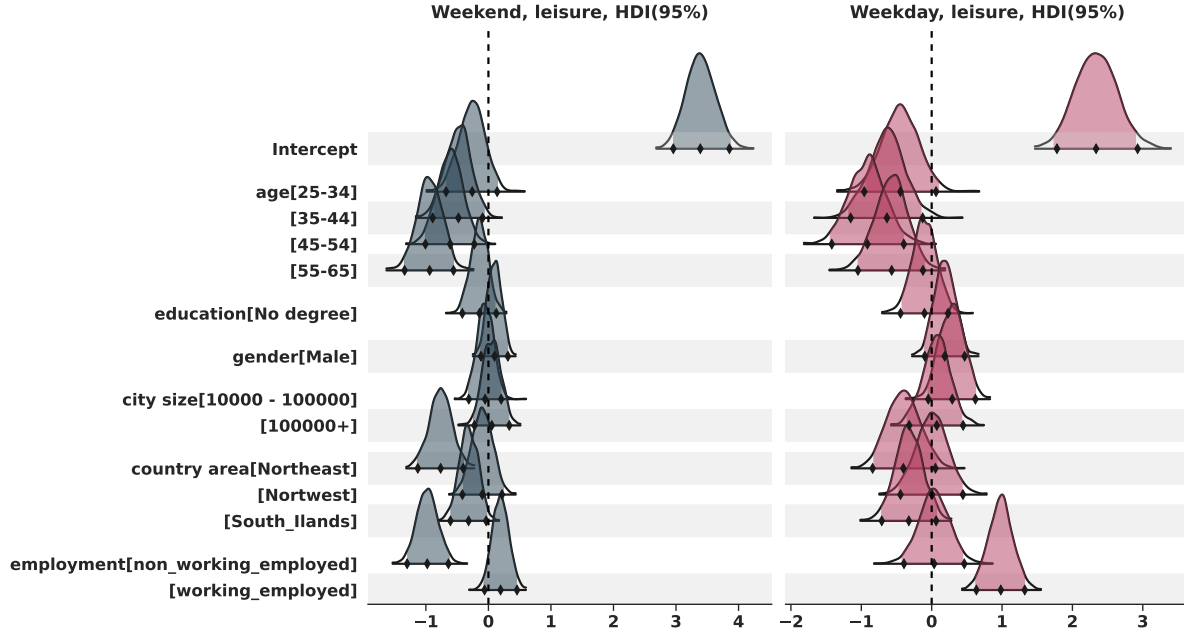 Weekend, leisure, HDI(95%)
Weekday, leisure, HDI(95%)
Intercept
age[25-34]
[35-44]
[45-54]
[55-65]
education[No degree]
gender[Male]
city size[10000 - 100000]
[100000+]
country area[Northeast]
[Nortwest]
[South_Ilands]
employment[non_working_employed]
[working_employed]
−1 0 1 2 3 4
−2 −1 0 1 2 3